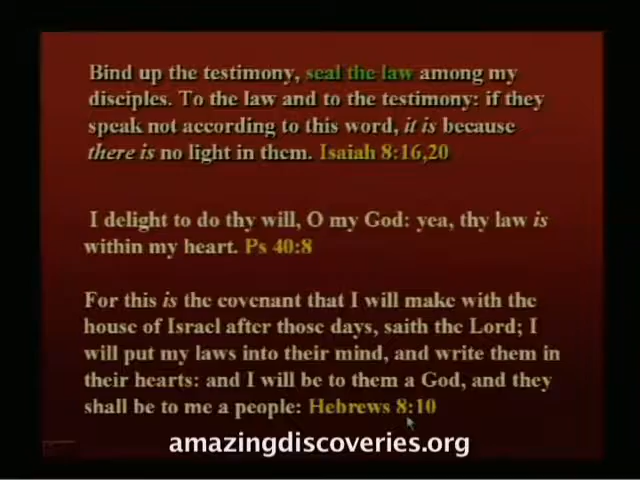 Bind up the testimony, seal the law among my
disciples. To the law and to the testimony: if they
speak not according to this word, it is because
there is no light in them. Isaiah 8:16,20
I delight to do thy will, O my God: yea, thy law is
within my heart. Ps 40:8
For this is the covenant that I will make with the
house of Israel after those days, saith the Lord; I
will put my laws into their mind, and write them in
their hearts: and I will be to them a God, and they
shall be to me a people: Hebrews 8:10
amazingdiscoveries.org